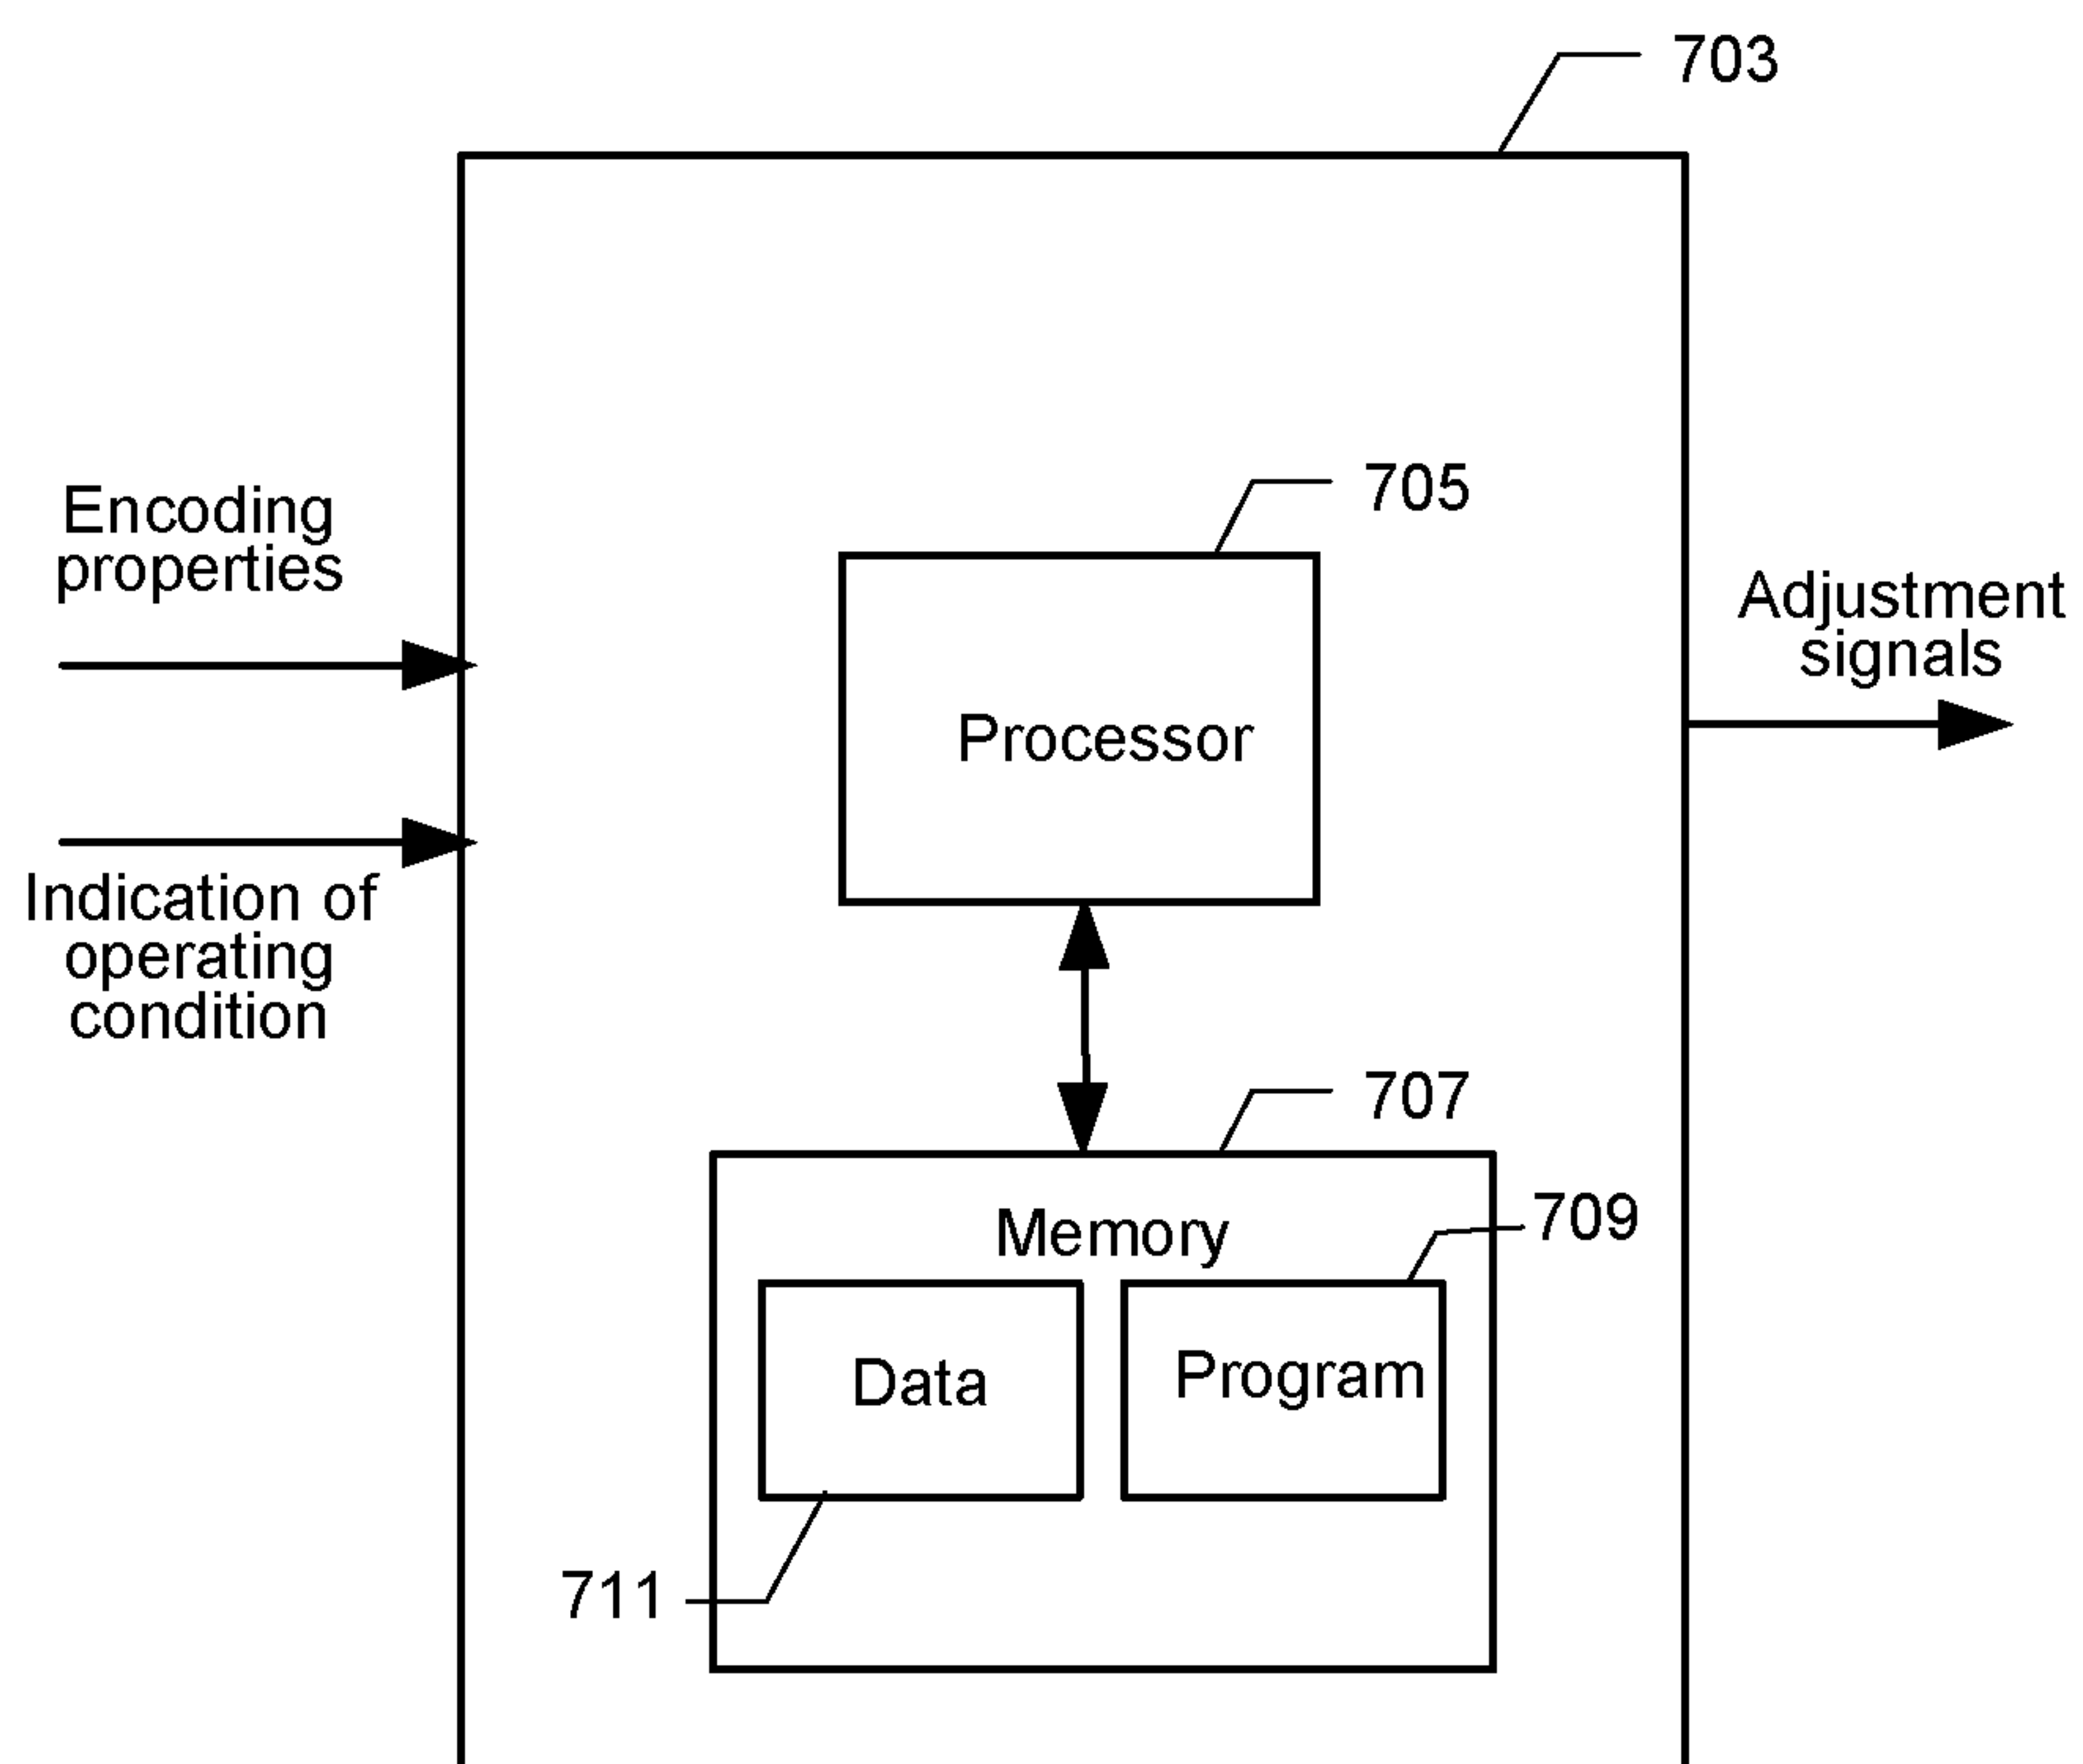 703
705
Encoding
properties
Adjustment
signals
Processor
Indication of
operating
condition
707
709
Memory
Data
Program
711